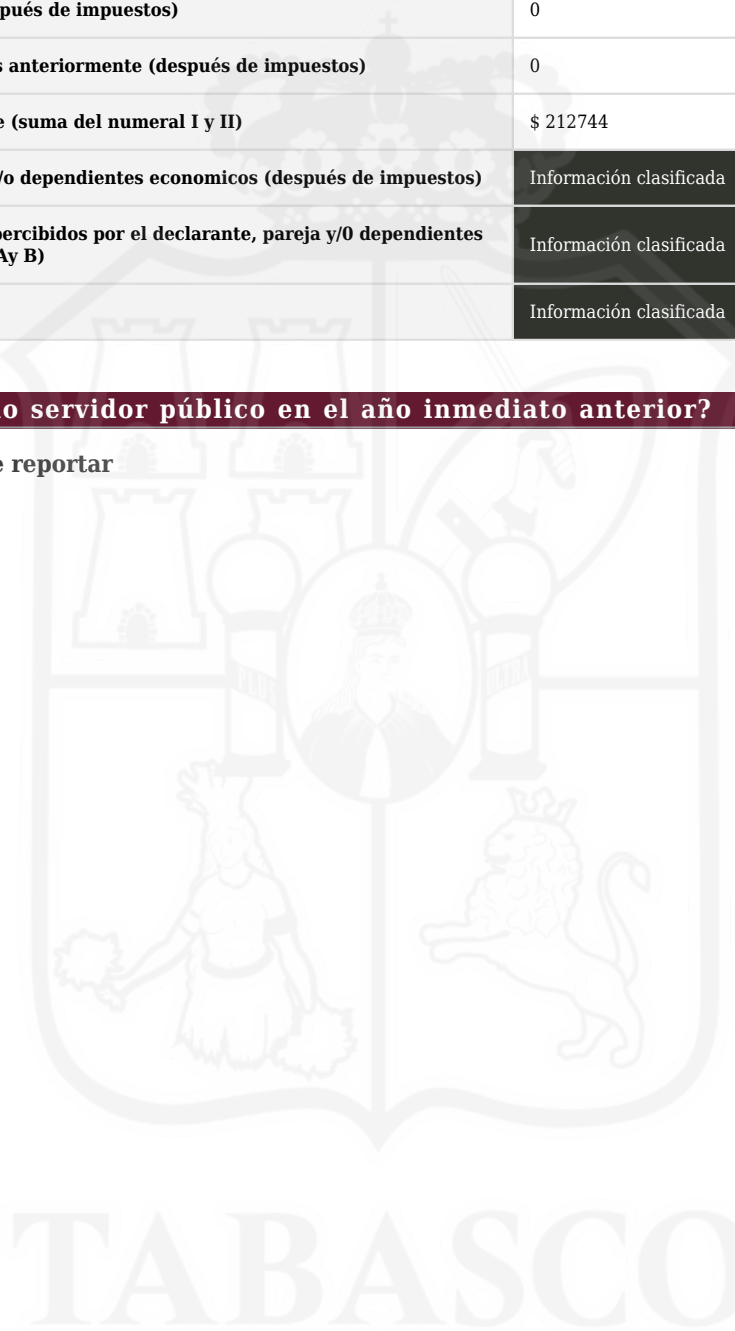 pués de impuestos) 0
s anteriormente (después de impuestos) 0
e (suma del numeral I y II) $ 212744
/o dependientes economicos (después de impuestos) Información clasificada
percibidos por el declarante, pareja y/0 dependientes
Ay B) Información clasificada
Información clasificada
o servidor público en el año inmediato anterior?
e reportar
PLUS ULTRA
TABASCO